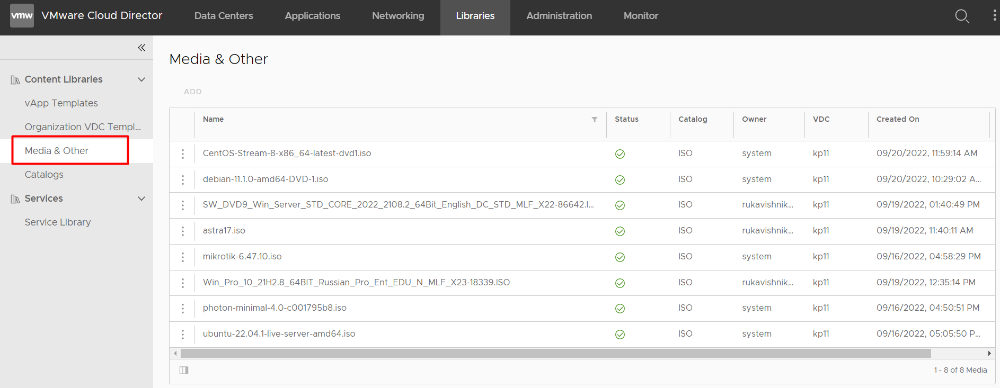 vmw VMware Cloud Director Data Centers Applications Networking Libraries Administration Monitor
Media & Other
Content Libraries
vApp Templates
Organization VDC Templ...
Media & Other
Catalogs
Services
Service Library
ADD
Name Status Catalog Owner VDC Created On
CentOS-Stream-8-x86_64-latest-dvd1.iso ISO system kp11 09/20/2022, 11:59:14 AM
debian-11.1.0-amd64-DVD-1.iso ISO system kp11 09/20/2022, 10:29:02 A...
SW_DVD9_Win_Server_STD_CORE_2022_2108.2_64Bit_English_DC_STD_MLF_X22-86642.I... ISO rukavishnik... kp11 09/19/2022, 01:40:49 PM
astra17.iso ISO rukavishnik... kp11 09/19/2022, 11:40:11 AM
mikrotik-6.47.10.iso ISO system kp11 09/16/2022, 04:58:29 PM
Win_Pro_10_21H2.8_64BIT_Russian_Pro_Ent_EDU_N_MLF_X23-18339.ISO ISO rukavishnik... kp11 09/19/2022, 12:35:14 PM
photon-minimal-4.0-c001795b8.iso ISO system kp11 09/16/2022, 04:50:51 PM
ubuntu-22.04.1-live-server-amd64.iso ISO system kp11 09/16/2022, 05:05:50 P...
1 - 8 of 8 Media